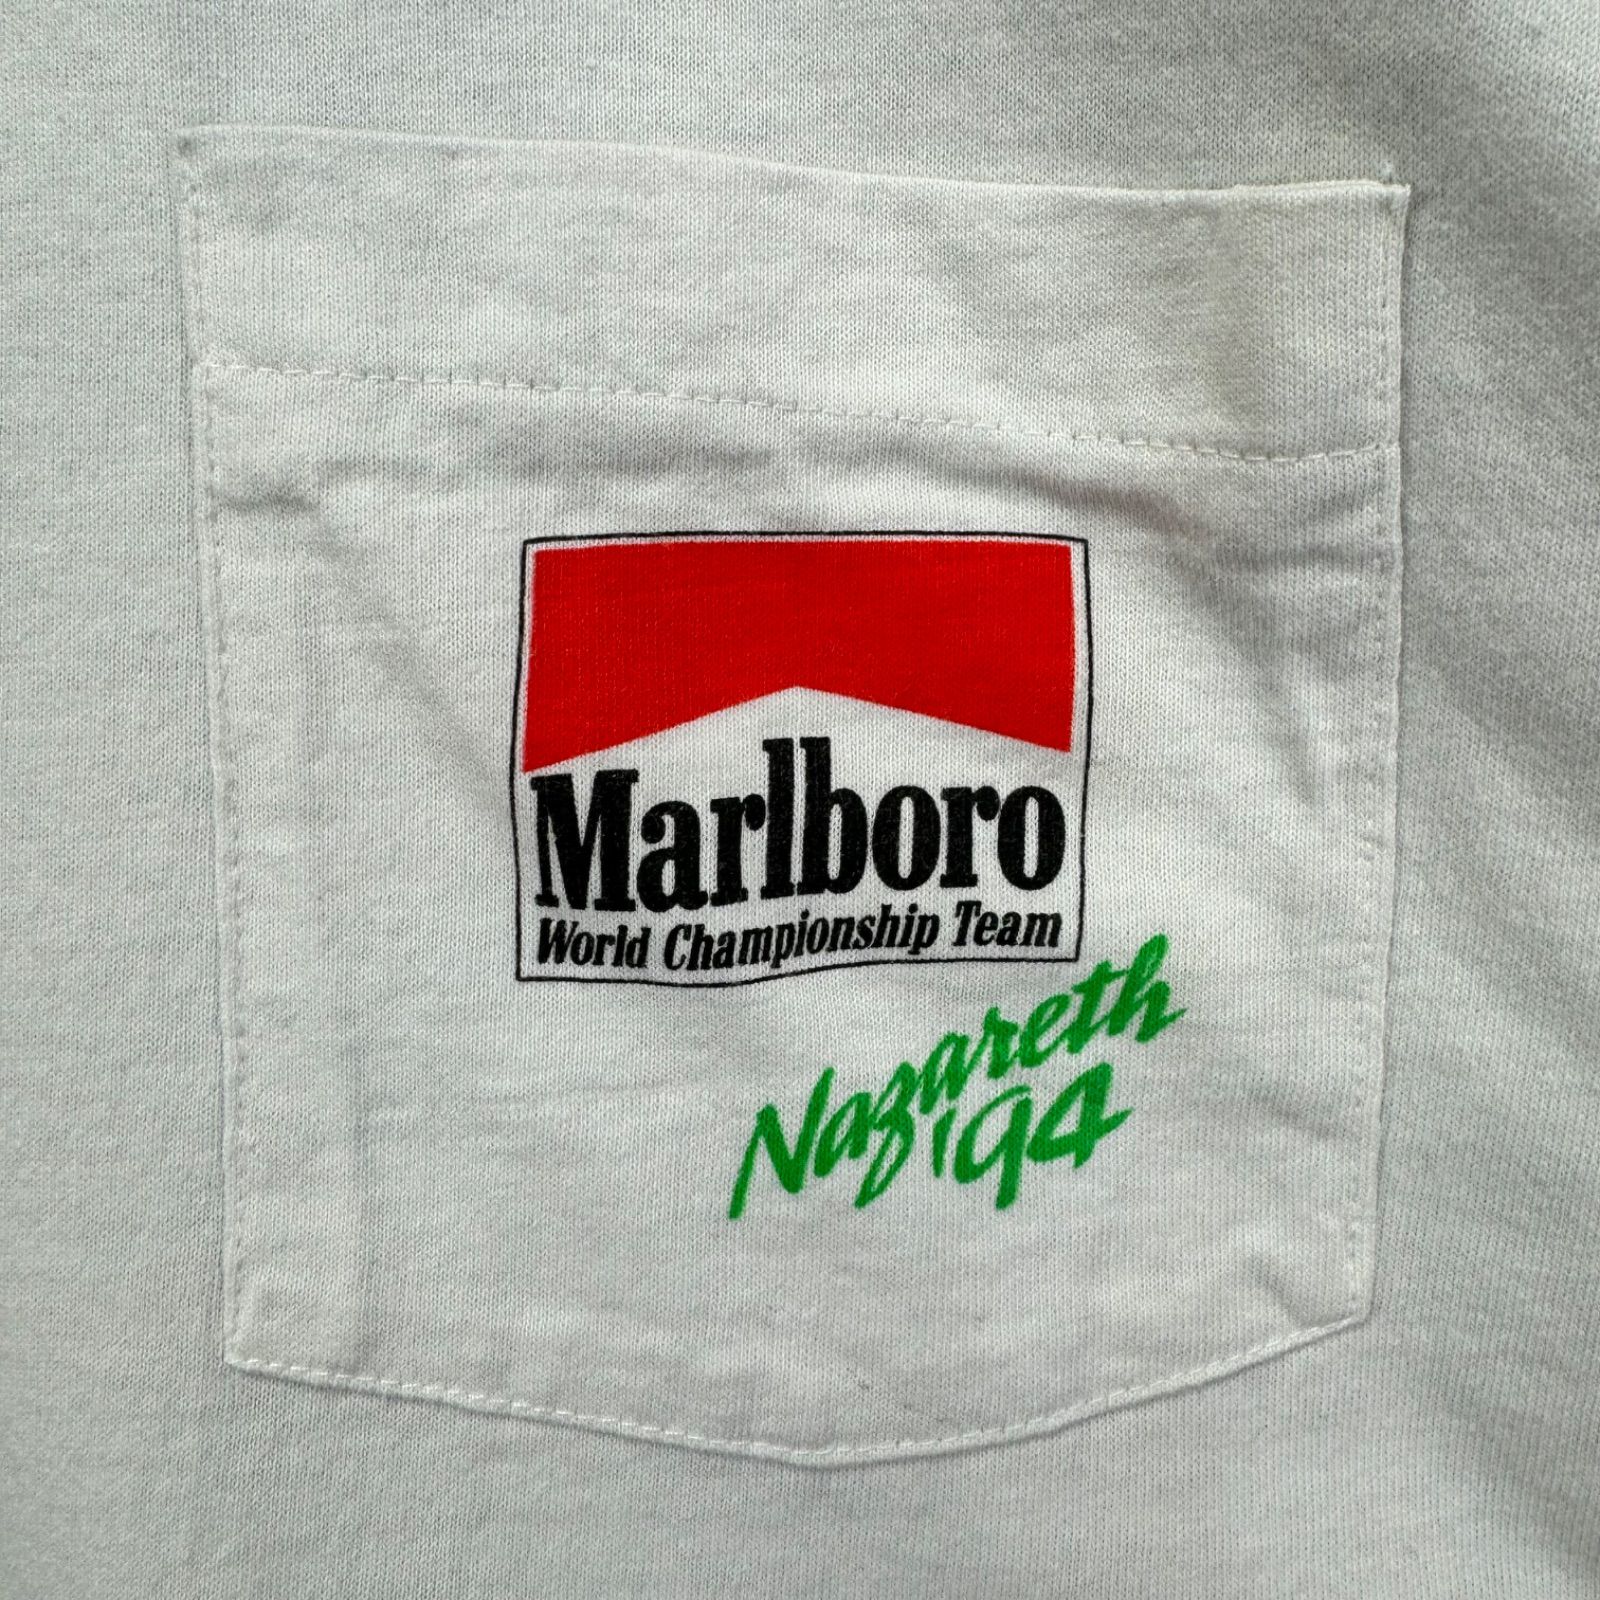 Marlboro
World Championship Team
Nazareth
'94